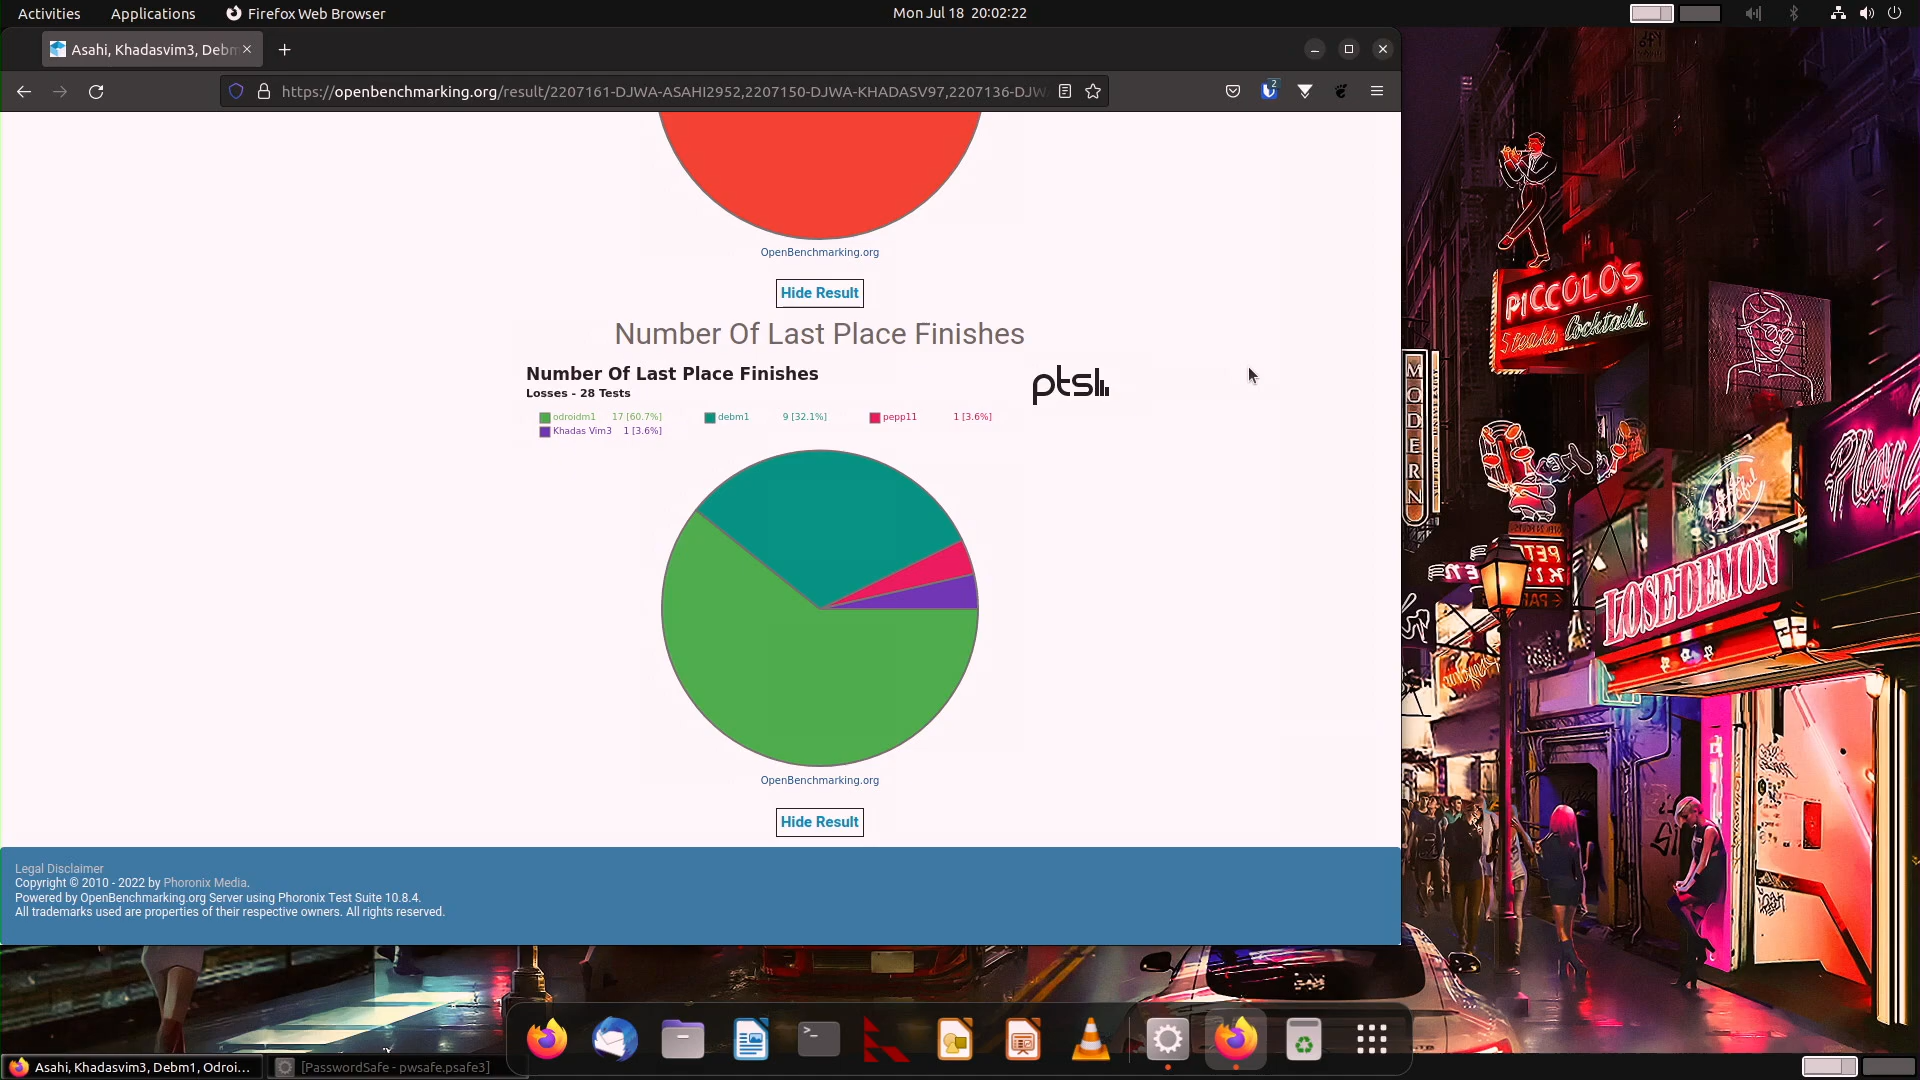 Activities Applications Firefox Web Browser Mon Jul 18 20:02:22
Asahi, Khadasvim3, Debm
https://openbenchmarking.org/result/2207161-DJWA-ASAHI2952,2207150-DJWA-KHADASV97,2207136-DJW
2
OpenBenchmarking.org
Hide Result
Number Of Last Place Finishes
Number Of Last Place Finishes
Losses - 28 Tests
ptsl
odroidm1 17 [60.7%] debm1 9 [32.1%] pepp11 1 [3.6%]
Khadas Vim3 1 [3.6%]
OpenBenchmarking.org
Hide Result
Legal Disclaimer
Copyright © 2010 - 2022 by Phoronix Media.
Powered by OpenBenchmarking.org Server using Phoronix Test Suite 10.8.4.
All trademarks used are properties of their respective owners. All rights reserved.
PICCOLO'S
Steaks Cocktails
MODERN
LOSEDEMON
Asahi, Khadasvim3, Debm1, Odroi... [PasswordSafe - pwsafe.psafe3]